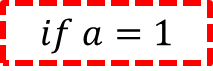 if a = 1